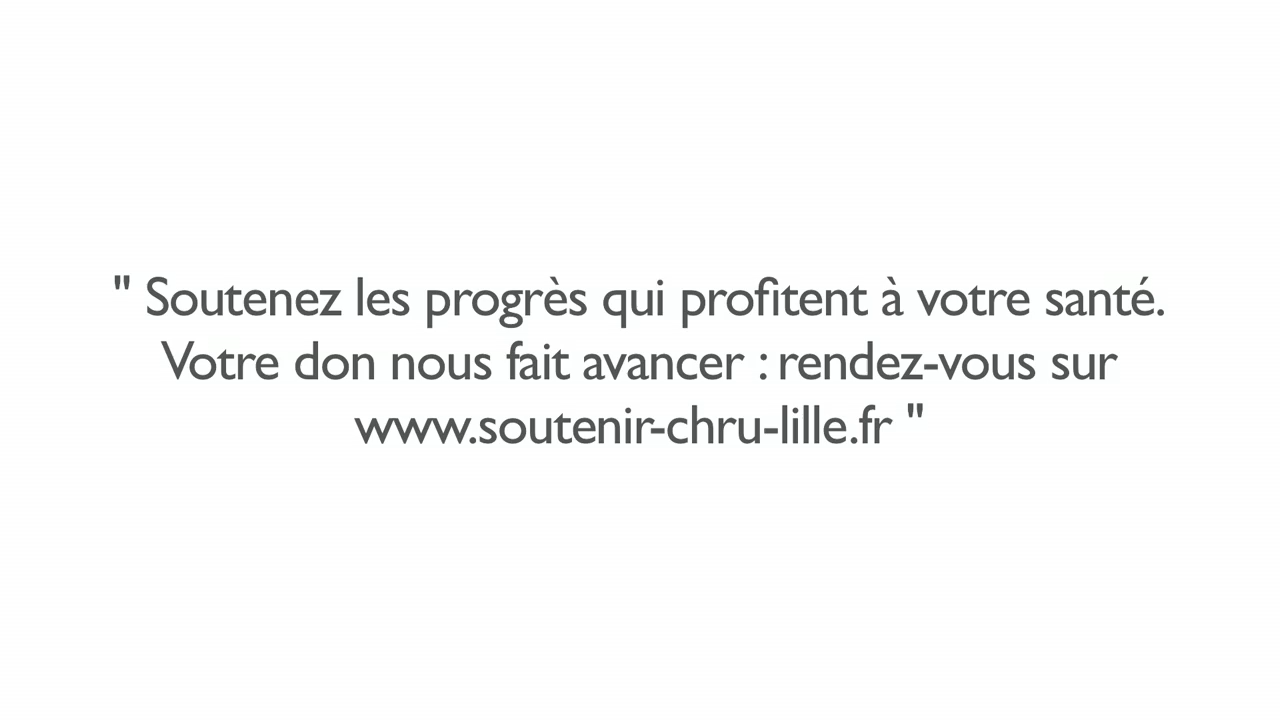 " Soutenez les progrès qui profitent à votre santé.
Votre don nous fait avancer : rendez-vous sur
www.soutenir-chru-lille.fr "